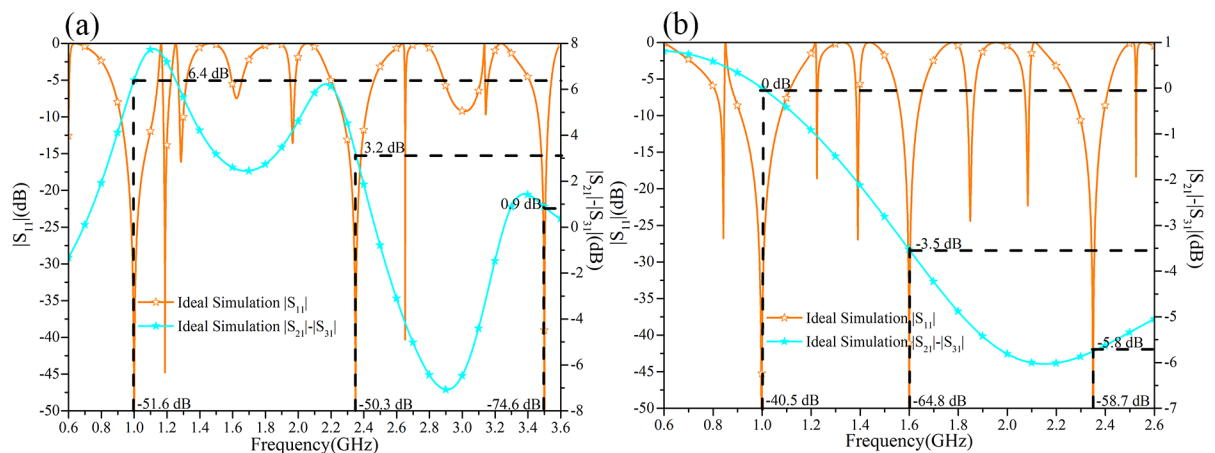 (a)
0
-5
-10
-15
-20
-25
-30
-35
-40
-45
-50
|S11|(dB)
6.4 dB
3.2 dB
0.9 dB
Ideal Simulation |S11|
Ideal Simulation |S21|-|S31|
-51.6 dB
-50.3 dB
-74.6 dB
8
7
6
5
4
3
2
1
0
-1
-2
-3
-4
-5
-6
-7
-8
|S21|-|S31|(dB)
0.6 0.8 1.0 1.2 1.4 1.6 1.8 2.0 2.2 2.4 2.6 2.8 3.0 3.2 3.4 3.6
Frequency(GHz)
(b)
0
-5
-10
-15
-20
-25
-30
-35
-40
-45
-50
|S11|(dB)
0 dB
-3.5 dB
-5.8 dB
Ideal Simulation |S11|
Ideal Simulation |S21|-|S31|
-40.5 dB
-64.8 dB
-58.7 dB
1
0
-1
-2
-3
-4
-5
-6
-7
|S21|-|S31|(dB)
0.6 0.8 1.0 1.2 1.4 1.6 1.8 2.0 2.2 2.4 2.6
Frequency(GHz)